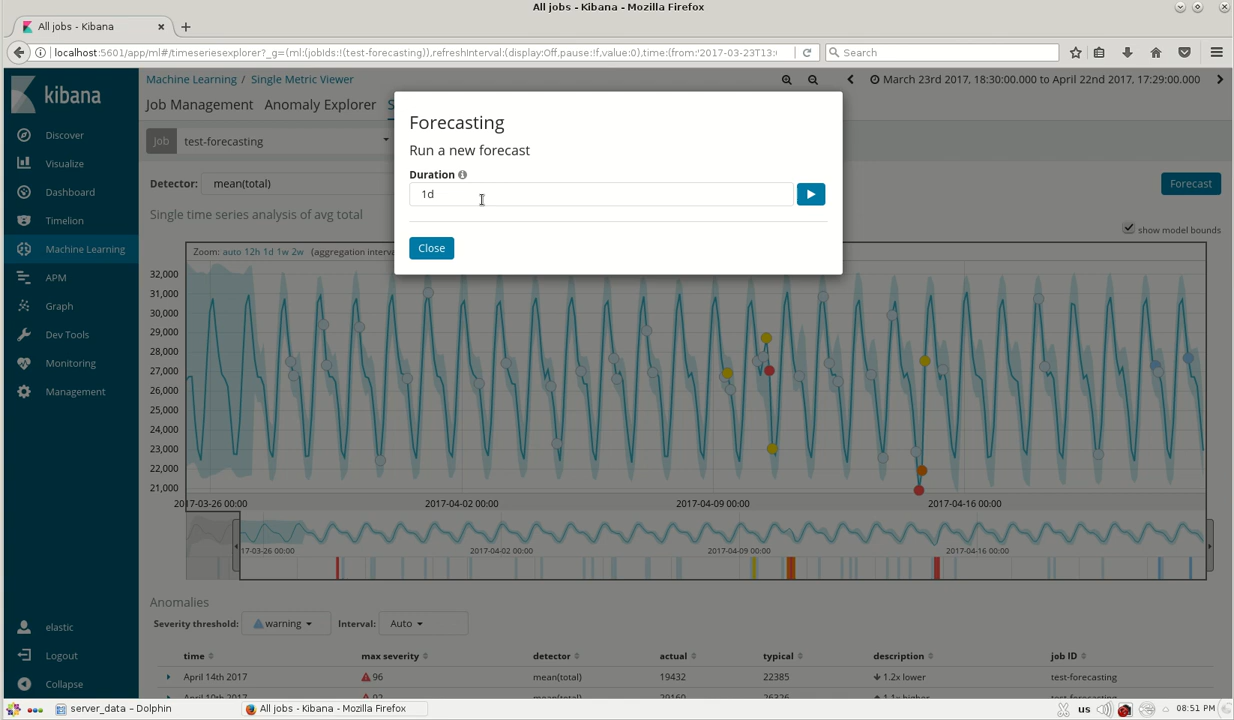 All jobs - Kibana - Mozilla Firefox
All jobs - Kibana
localhost:5601/app/ml#/timeseriesexplorer?_g=(ml:(jobIds:!(test-forecasting)),refreshInterval:(display:Off,pause:!f,value:0),time:(from:'2017-03-23T13:
Search
kibana
Machine Learning / Single Metric Viewer
March 23rd 2017, 18:30:00.000 to April 22nd 2017, 17:29:00.000
Job Management Anomaly Explorer
Job test-forecasting
Detector: mean(total)
Forecast
Single time series analysis of avg total
show model bounds
Forecasting
Run a new forecast
Duration
1d
Close
Discover
Visualize
Dashboard
Timelion
Machine Learning
APM
Graph
Dev Tools
Monitoring
Management
elastic
Logout
Collapse
Zoom: auto 12h 1d 1w 2w (aggregation interva
32,000
31,000
30,000
29,000
28,000
27,000
26,000
25,000
24,000
23,000
22,000
21,000
2017-03-26 00:00 2017-04-02 00:00 2017-04-09 00:00 2017-04-16 00:00
17-03-26 00:00 2017-04-02 00:00 2017-04-09 00:00 2017-04-16 00:00
Anomalies
Severity threshold: warning Interval: Auto
time max severity detector actual typical description job ID
April 14th 2017 96 mean(total) 19432 22385 1.2x lower test-forecasting
server_data – Dolphin
All jobs - Kibana - Mozilla Firefox
us
08:51 PM